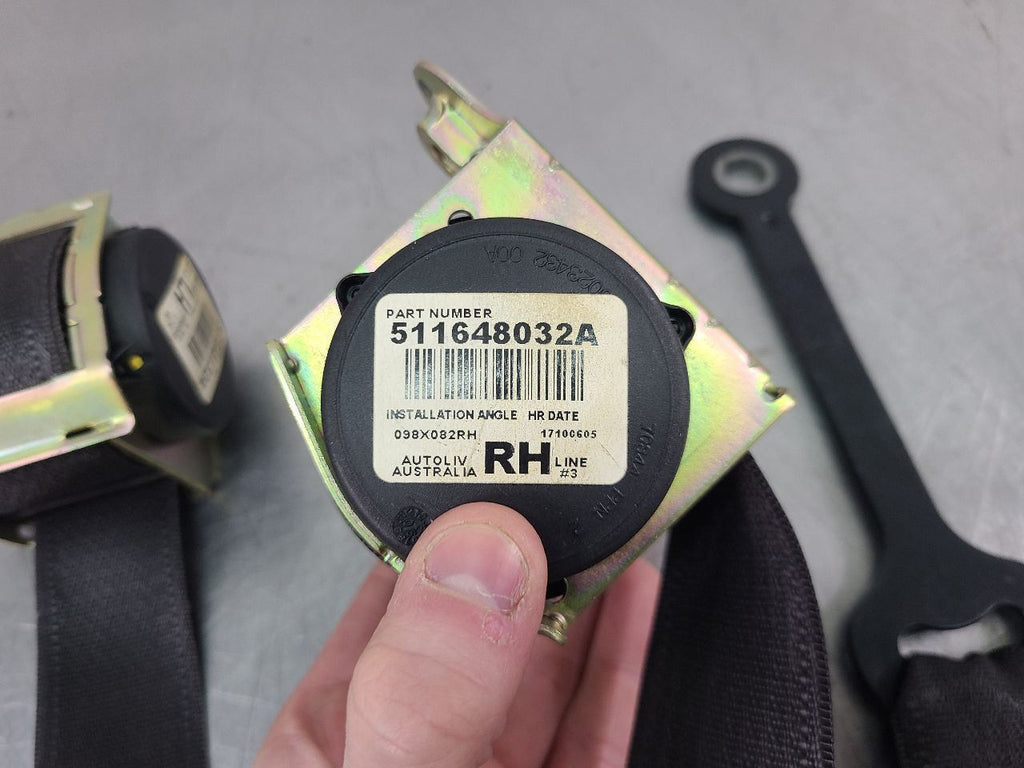 PART NUMBER
511648032A
INSTALLATION ANGLE HR DATE
098X082RH 17100605
AUTOLIV RH LINE
AUSTRALIA #3